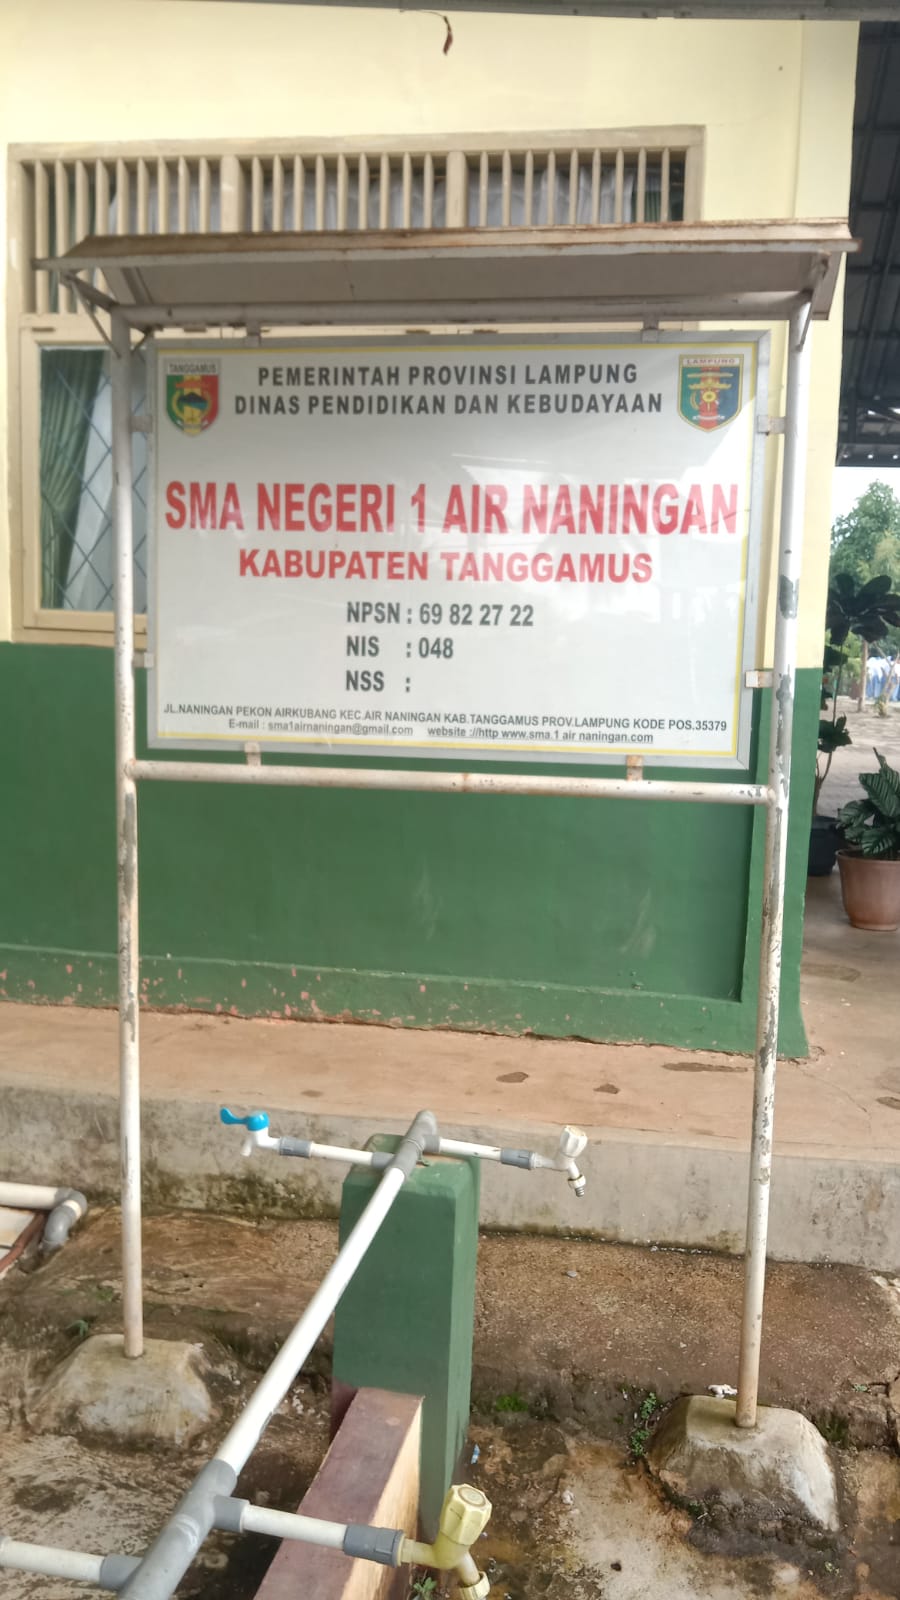 TANGGAMUS
LAMPUNG
PEMERINTAH PROVINSI LAMPUNG
DINAS PENDIDIKAN DAN KEBUDAYAAN
SMA NEGERI 1 AIR NANINGAN
KABUPATEN TANGGAMUS
NPSN : 69 82 27 22
NIS : 048
NSS :
JL.NANINGAN PEKON AIRKUBANG KEC.AIR NANINGAN KAB.TANGGAMUS PROV.LAMPUNG KODE POS.35379
E-mail : sma1airnaningan@gmail.com website ://http www.sma.1 air naningan.com